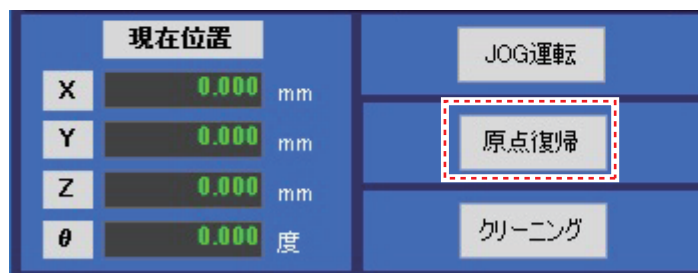 現在位置
X 0.000 mm
Y 0.000 mm
Z 0.000 mm
θ 0.000 度
JOG運転
原点復帰
クリーニング